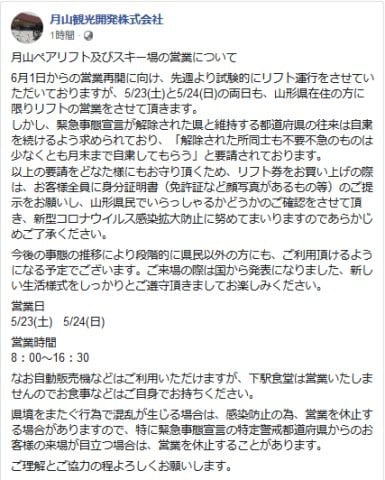 月山観光開発株式会社
1時間 ·
月山ペアリフト及びスキー場の営業について
6月1日からの営業再開に向け、先週より試験的にリフト運行をさせてい
ただいておりますが、5/23(土)と5/24(日)の両日も、山形県在住の方に
限りリフトの営業をさせて頂きます。
しかし、緊急事態宣言が解除された県と維持する都道府県の往来は自粛
を続けるよう求められており、「解除された所同士も不要不急のものは
少なくとも月末まで自粛してもらう」と要請されております。
以上の要請をどなた様にもお守り頂くため、リフト券をお買い上げの際
は、お客様全員に身分証明書（免許証など顔写真があるもの等）のご提
示をお願いし、山形県民でいらっしゃるかどうかのご確認をさせて頂
き、新型コロナウイルス感染拡大防止に努めてまいりますのであらかじ
めご了承ください。
今後の事態の推移により段階的に県民以外の方にも、ご利用頂けるよう
になる予定でございます。ご来場の際は国から発表になりました、新し
い生活様式をしっかりとご遵守頂きましてお楽しみください。
営業日
5/23(土) 5/24(日)
営業時間
8：00〜16：30
なお自動販売機などはご利用いただけますが、下駅食堂は営業いたしま
せんのでお食事などはご自身でお持ちください。
県境をまたぐ行為で混乱が生じる場合は、感染防止の為、営業を休止す
る場合がありますので、特に緊急事態宣言の特定警戒都道府県からのお
客様の来場が目立つ場合は、営業を休止することがあります。
ご理解とご協力の程よろしくお願いします。